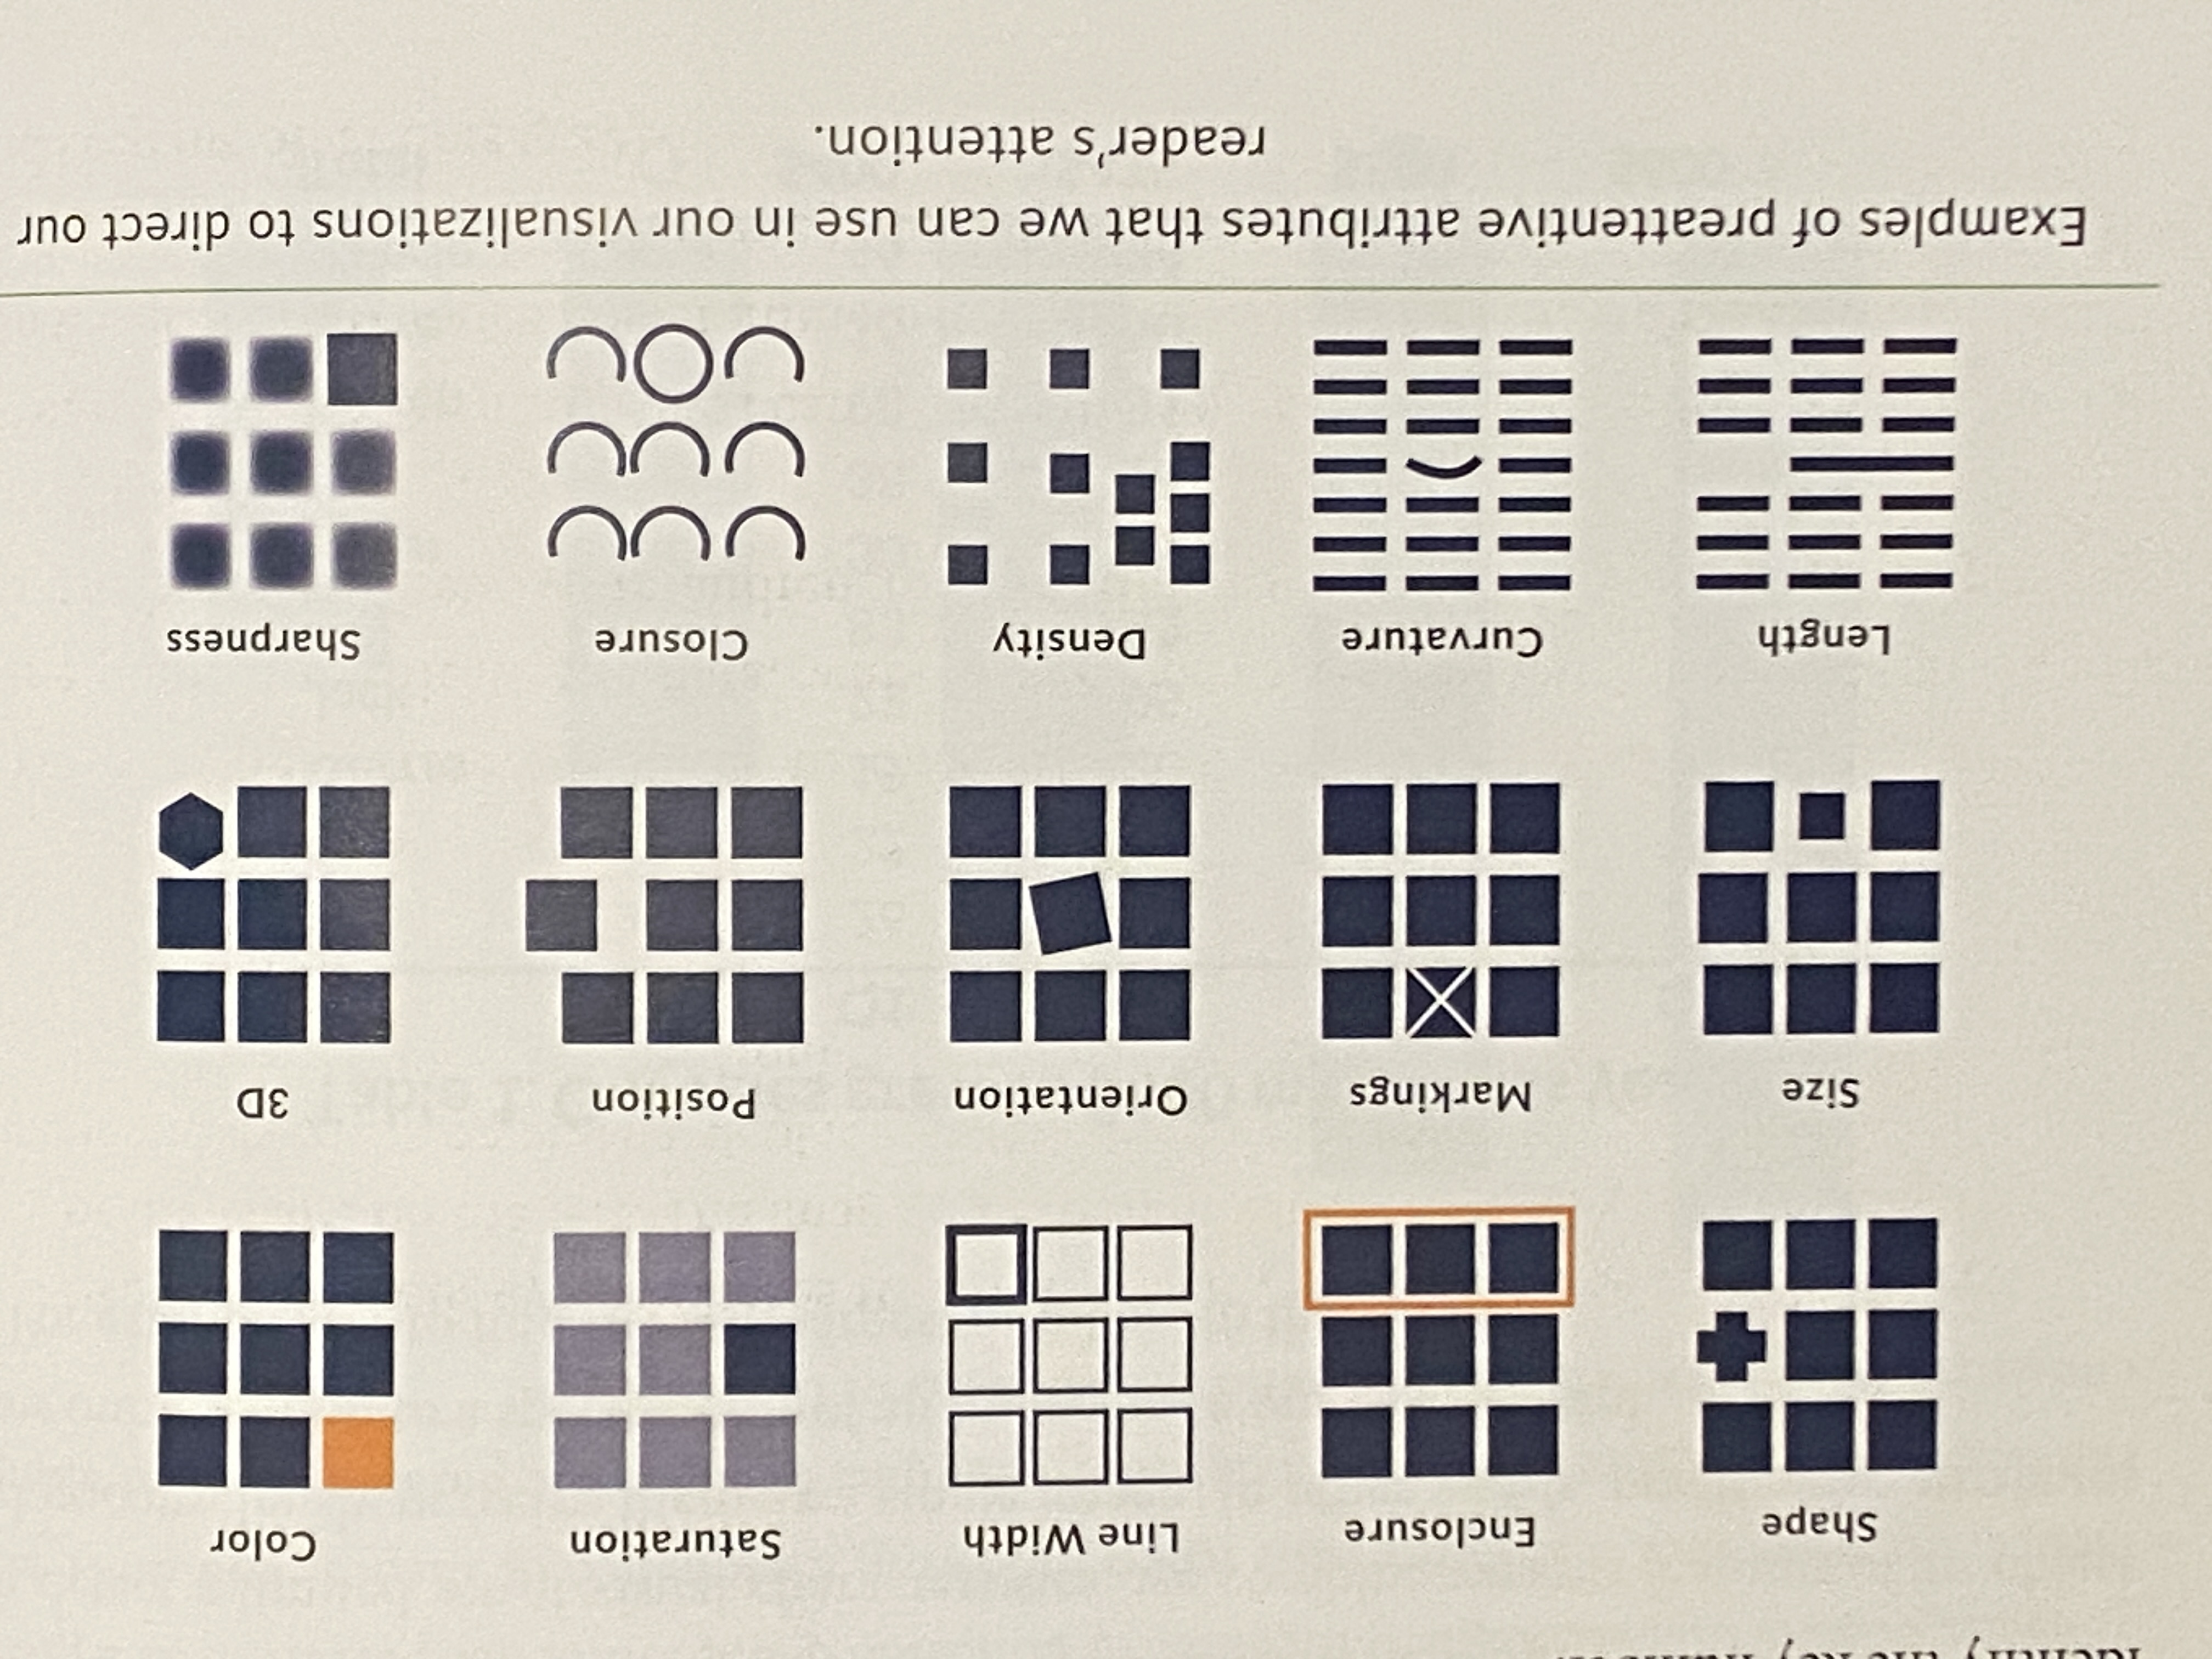 Shape Enclosure Line Width Saturation Color
Size Markings Orientation Position 3D
Length Curvature Density Closure Sharpness
Examples of preattentive attributes that we can use in our visualizations to direct our
reader's attention.